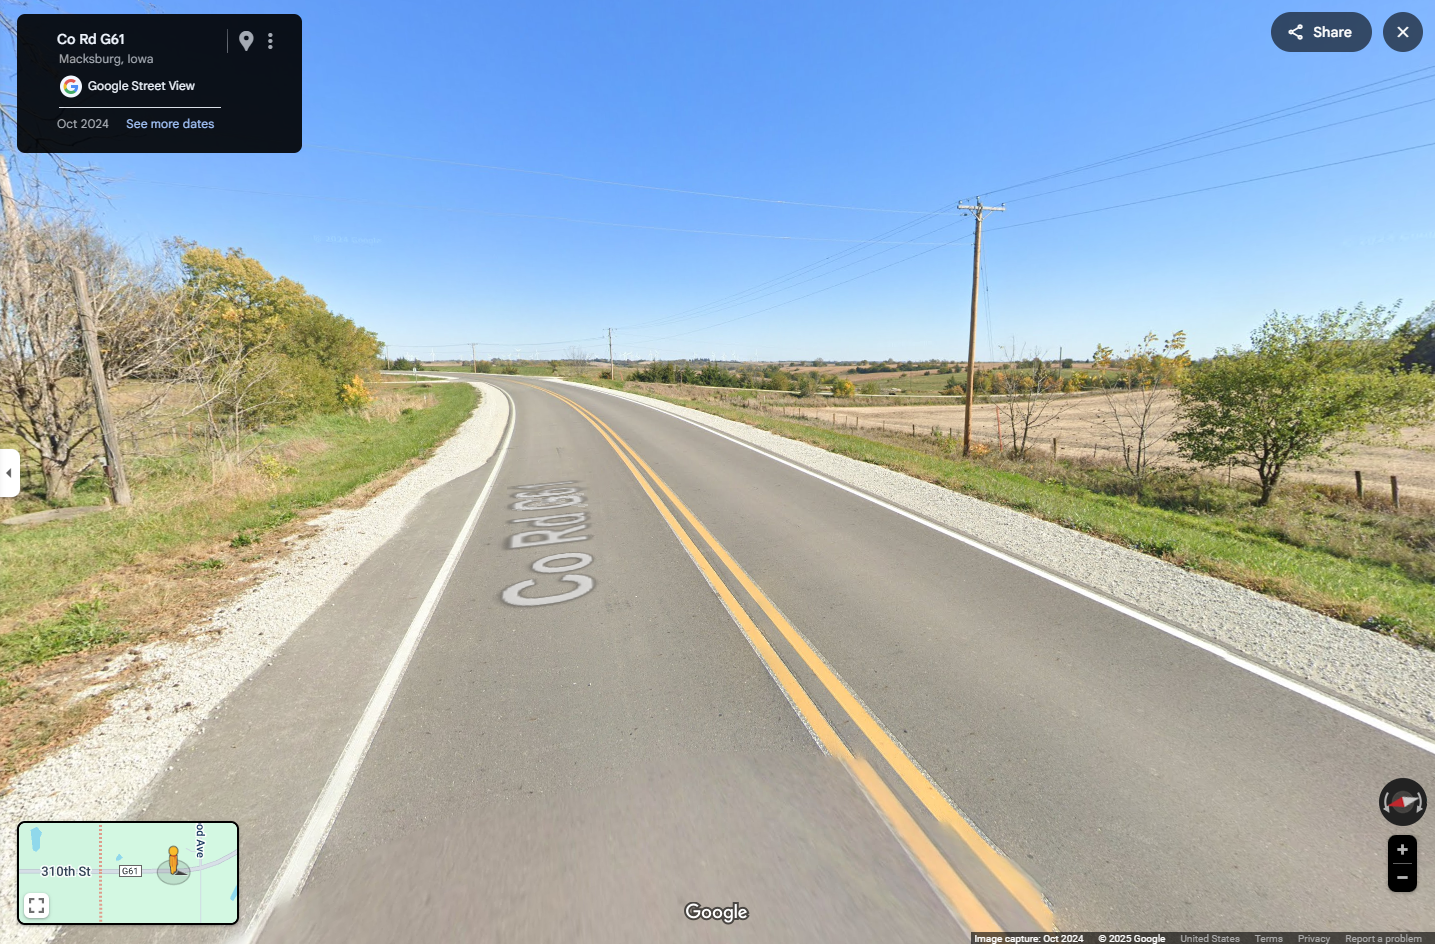 Co Rd G61
Macksburg, Iowa
Google Street View
Oct 2024 See more dates
Share
Co Rd G61
od Ave
310th St
G61
Google
Image capture: Oct 2024 © 2025 Google United States Terms Privacy Report a problem